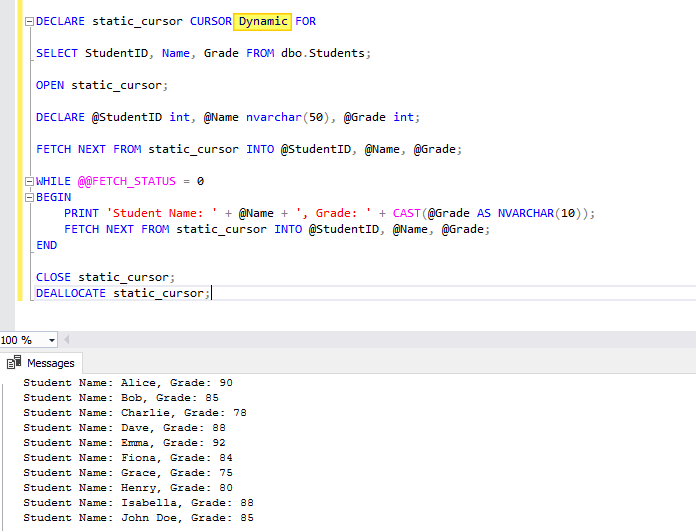 DECLARE static_cursor CURSOR Dynamic FOR
SELECT StudentID, Name, Grade FROM dbo.Students;
OPEN static_cursor;
DECLARE @StudentID int, @Name nvarchar(50), @Grade int;
FETCH NEXT FROM static_cursor INTO @StudentID, @Name, @Grade;
WHILE @@FETCH_STATUS = 0
BEGIN
PRINT 'Student Name: ' + @Name + ', Grade: ' + CAST(@Grade AS NVARCHAR(10));
FETCH NEXT FROM static_cursor INTO @StudentID, @Name, @Grade;
END
CLOSE static_cursor;
DEALLOCATE static_cursor;
100 %
Messages
Student Name: Alice, Grade: 90
Student Name: Bob, Grade: 85
Student Name: Charlie, Grade: 78
Student Name: Dave, Grade: 88
Student Name: Emma, Grade: 92
Student Name: Fiona, Grade: 84
Student Name: Grace, Grade: 75
Student Name: Henry, Grade: 80
Student Name: Isabella, Grade: 88
Student Name: John Doe, Grade: 85